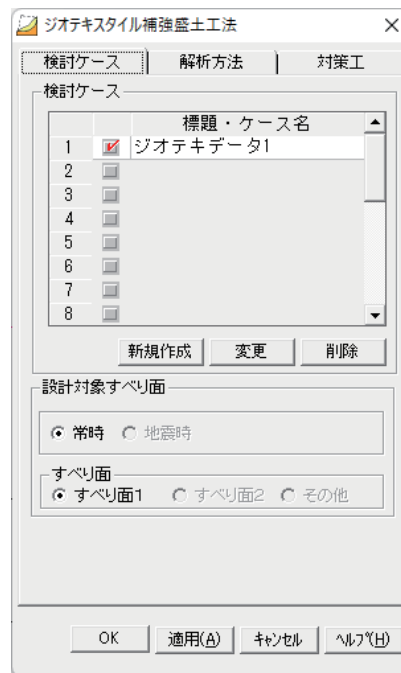 ジオテキスタイル補強盛土工法
検討ケース 解析方法 対策工
検討ケース
標題・ケース名
1 ジオテキデータ1
2
3
4
5
6
7
8
新規作成 変更 削除
設計対象すべり面
常時 地震時
すべり面
すべり面1 すべり面2 その他
OK 適用(A) キャンセル ヘルプ(H)